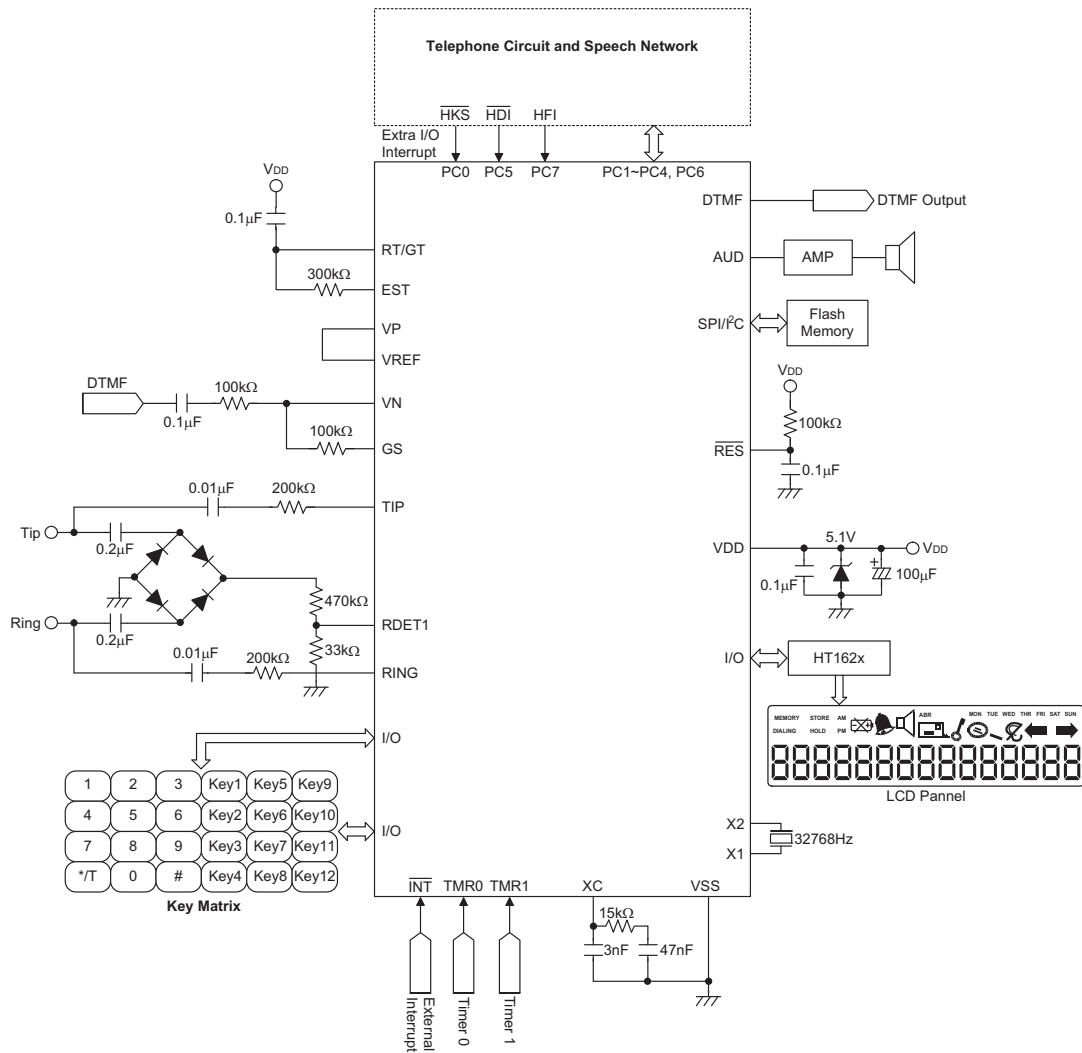 Telephone Circuit and Speech Network
HKS HDI HFI
Extra I/O
Interrupt
PC0 PC5 PC7 PC1~PC4, PC6
VDD
0.1μF
RT/GT
300kΩ
EST
VP
VREF
DTMF
0.1μF
100kΩ
VN
100kΩ
GS
0.01μF
200kΩ
TIP
Tip
0.2μF
470kΩ
RDET1
Ring
0.2μF
33kΩ
0.01μF
200kΩ
RING
I/O
I/O
1 2 3 Key1 Key5 Key9
4 5 6 Key2 Key6 Key10
7 8 9 Key3 Key7 Key11
*/T 0 # Key4 Key8 Key12
Key Matrix
DTMF
DTMF Output
AUD
AMP
SPI/I²C
Flash
Memory
VDD
100kΩ
RES
0.1μF
VDD
5.1V
VDD
0.1μF
+
100μF
I/O
HT162x
MEMORY STORE AM ABR MON TUE WED THR FRI SAT SUN
DIALING HOLD PM
LCD Pannel
X2
32768Hz
X1
INT TMR0 TMR1 XC VSS
15kΩ
3nF
47nF
External
Interrupt
Timer 0
Timer 1